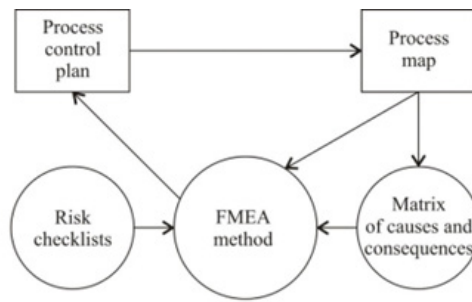 Process
control
plan
Process
map
Risk
checklists
FMEA
method
Matrix
of causes and
consequences